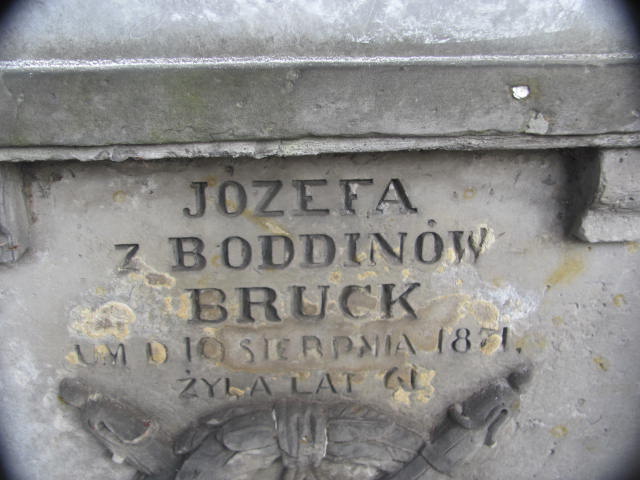 JOZEFA
Z BODDINÓW
BRUCK
UM D 10 SIERPNIA 1871.
ŻYŁA LAT 61